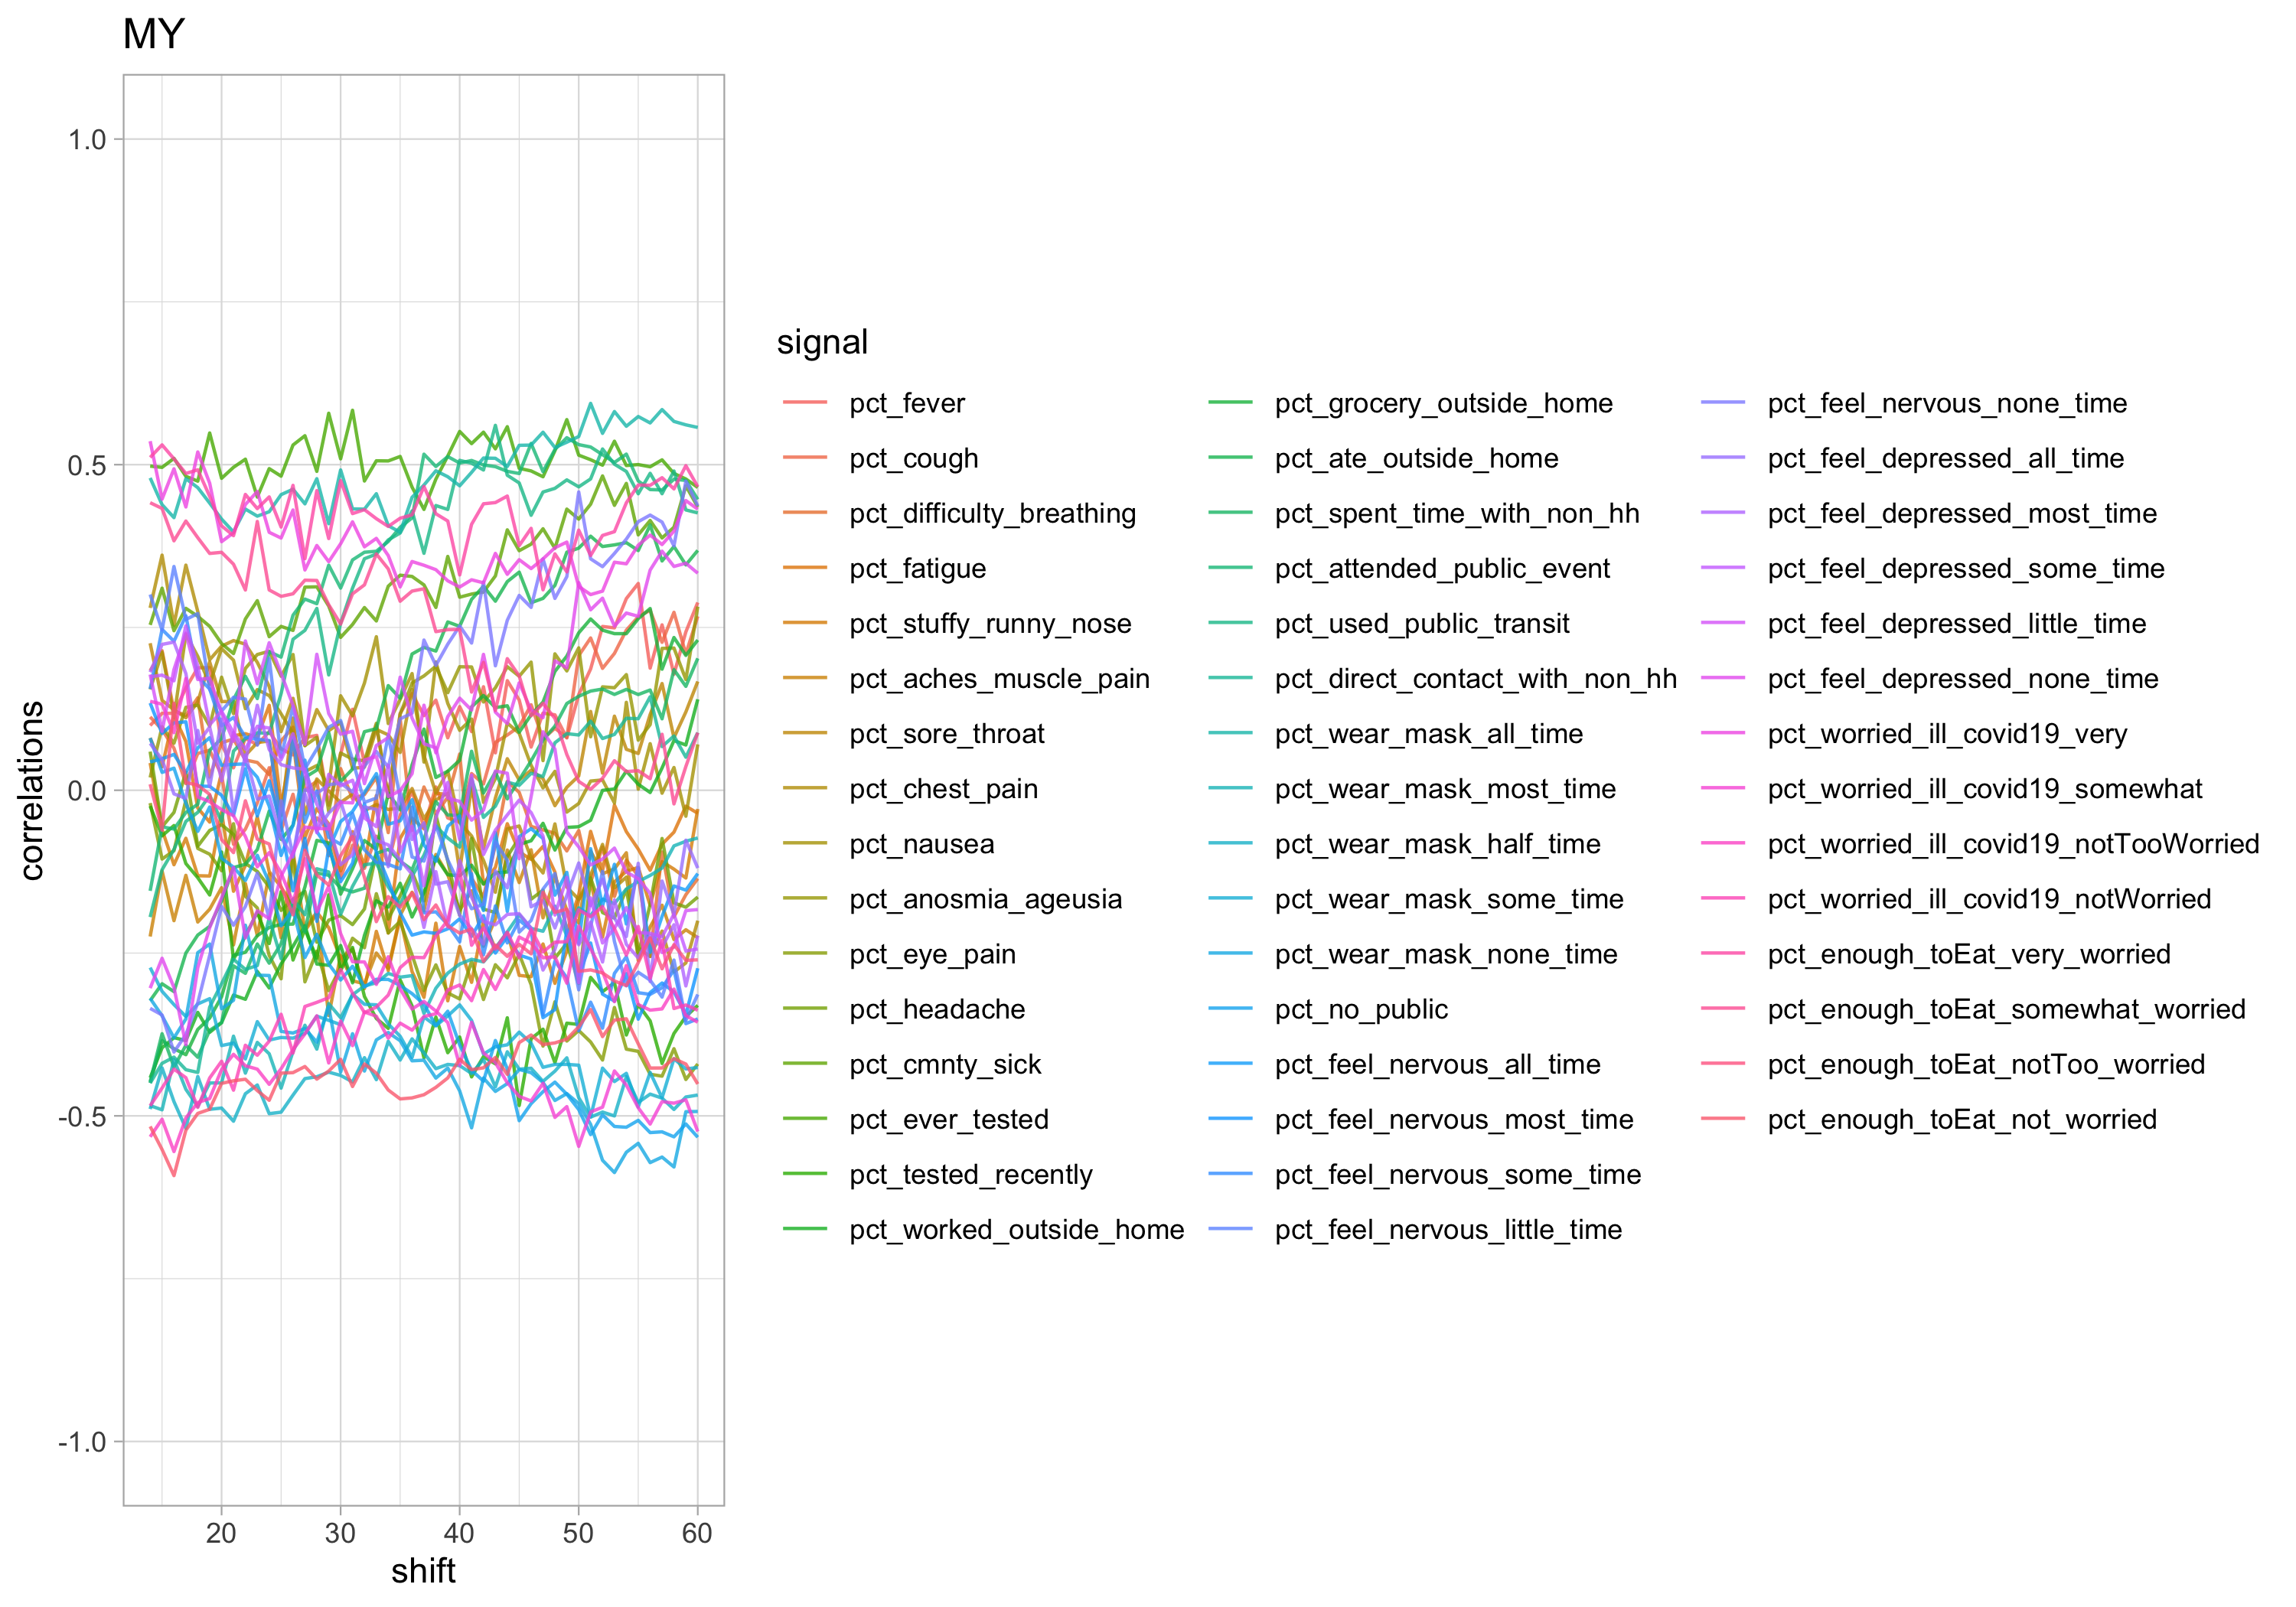 MY
1.0
0.5
0.0
-0.5
-1.0
correlations
20 30 40 50 60
shift
signal
pct_fever
pct_cough
pct_difficulty_breathing
pct_fatigue
pct_stuffy_runny_nose
pct_aches_muscle_pain
pct_sore_throat
pct_chest_pain
pct_nausea
pct_anosmia_ageusia
pct_eye_pain
pct_headache
pct_cmnty_sick
pct_ever_tested
pct_tested_recently
pct_worked_outside_home
pct_grocery_outside_home
pct_ate_outside_home
pct_spent_time_with_non_hh
pct_attended_public_event
pct_used_public_transit
pct_direct_contact_with_non_hh
pct_wear_mask_all_time
pct_wear_mask_most_time
pct_wear_mask_half_time
pct_wear_mask_some_time
pct_wear_mask_none_time
pct_no_public
pct_feel_nervous_all_time
pct_feel_nervous_most_time
pct_feel_nervous_some_time
pct_feel_nervous_little_time
pct_feel_nervous_none_time
pct_feel_depressed_all_time
pct_feel_depressed_most_time
pct_feel_depressed_some_time
pct_feel_depressed_little_time
pct_feel_depressed_none_time
pct_worried_ill_covid19_very
pct_worried_ill_covid19_somewhat
pct_worried_ill_covid19_notTooWorried
pct_worried_ill_covid19_notWorried
pct_enough_toEat_very_worried
pct_enough_toEat_somewhat_worried
pct_enough_toEat_notToo_worried
pct_enough_toEat_not_worried